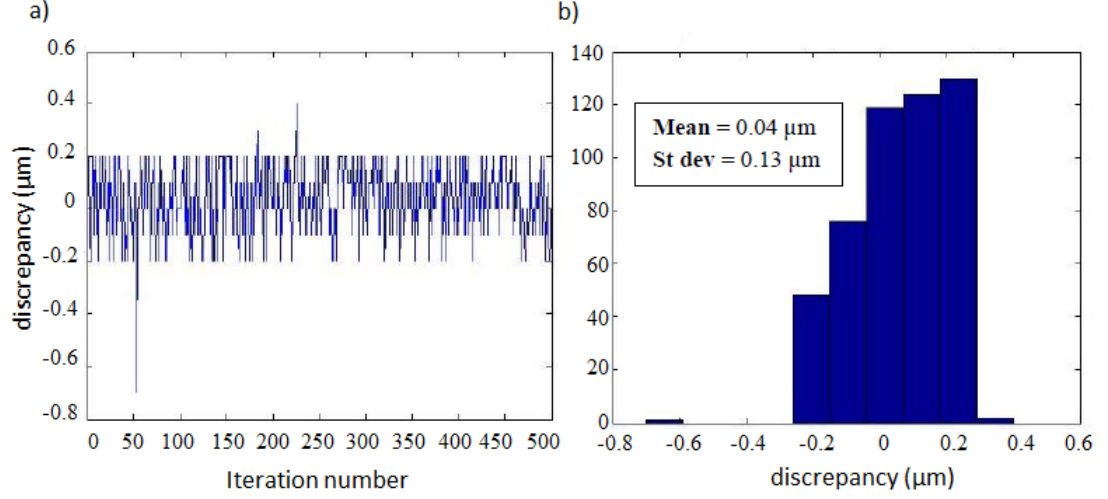 a)
0.6
0.4
0.2
0
-0.2
-0.4
-0.6
-0.8
discrepancy (µm)
0 50 100 150 200 250 300 350 400 450 500
Iteration number
b)
140
120
100
80
60
40
20
0
Mean = 0.04 µm
St dev = 0.13 µm
-0.8 -0.6 -0.4 -0.2 0 0.2 0.4 0.6
discrepancy (µm)